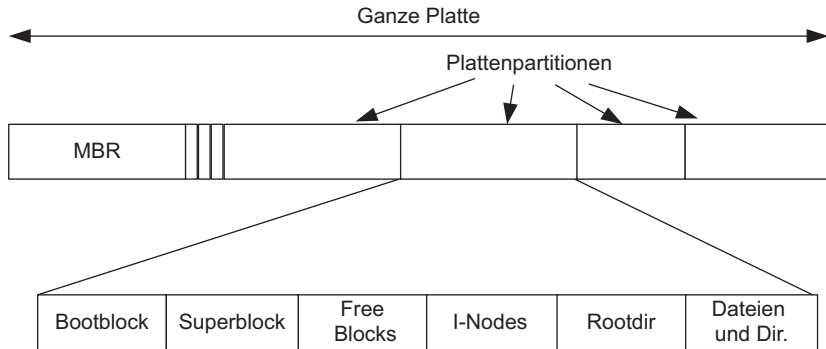 Ganze Platte
Plattenpartitionen
MBR
Bootblock
Superblock
Free
Blocks
I-Nodes
Rootdir
Dateien
und Dir.